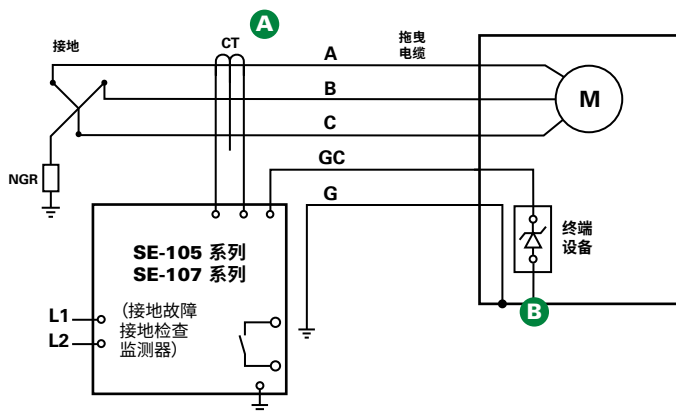 A
接地
CT
A
拖曳
电缆
B
M
C
GC
NGR
G
SE-105 系列
SE-107 系列
终端
设备
L1
(接地故障
L2
接地检查
监测器)
B